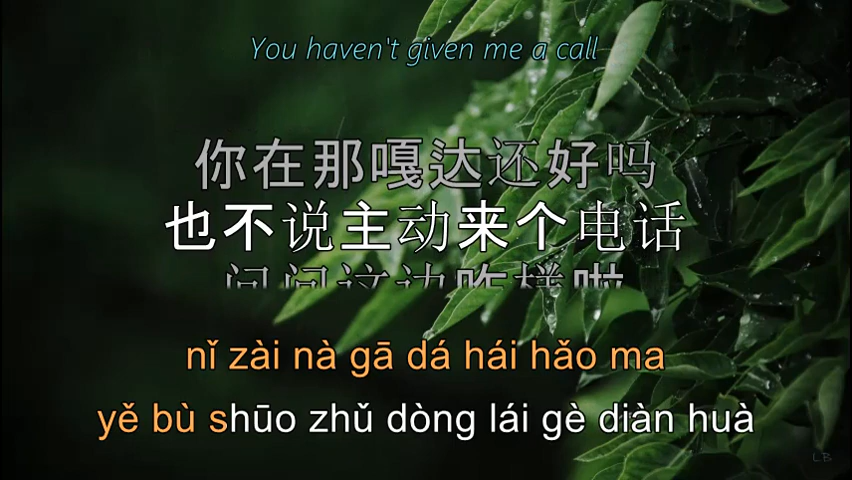 You haven't given me a call
你在那嘎达还好吗
也不说主动来个电话
问问这边咋样啦
nǐ zài nà gā dá hái hǎo ma
yě bù shūo zhǔ dòng lái gè diàn huà
LB